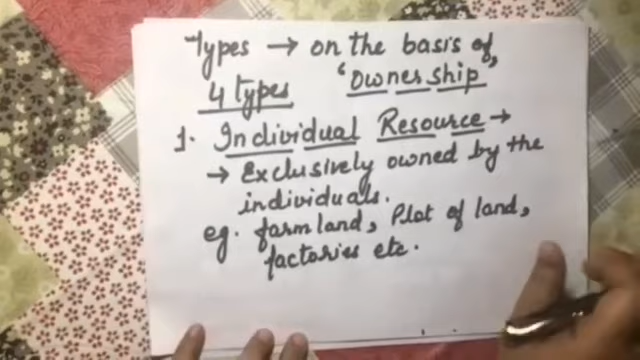 Types → on the basis of
4 types 'Ownership'
1. Individual Resource →
→ Exclusively owned by the
individuals.
eg. farmland, Plot of land,
factories etc.